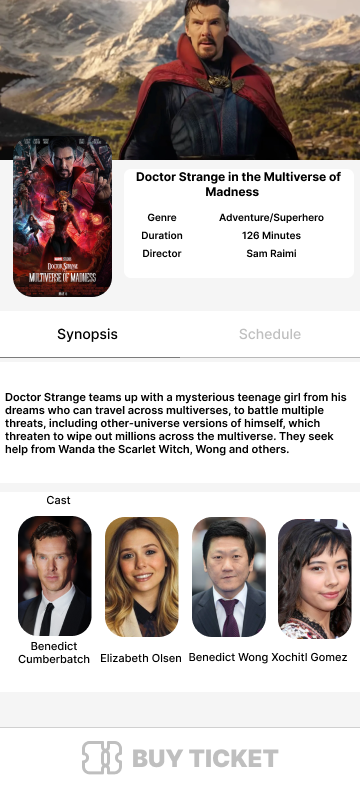 Doctor Strange in the Multiverse of
Madness
Genre Adventure/Superhero
Duration 126 Minutes
Director Sam Raimi
MARVEL STUDIOS
DOCTOR STRANGE
IN THE
MULTIVERSE OF MADNESS
Synopsis Schedule
Doctor Strange teams up with a mysterious teenage girl from his
dreams who can travel across multiverses, to battle multiple
threats, including other-universe versions of himself, which
threaten to wipe out millions across the multiverse. They seek
help from Wanda the Scarlet Witch, Wong and others.
Cast
Benedict
Cumberbatch
Elizabeth Olsen
Benedict Wong
Xochitl Gomez
BUY TICKET